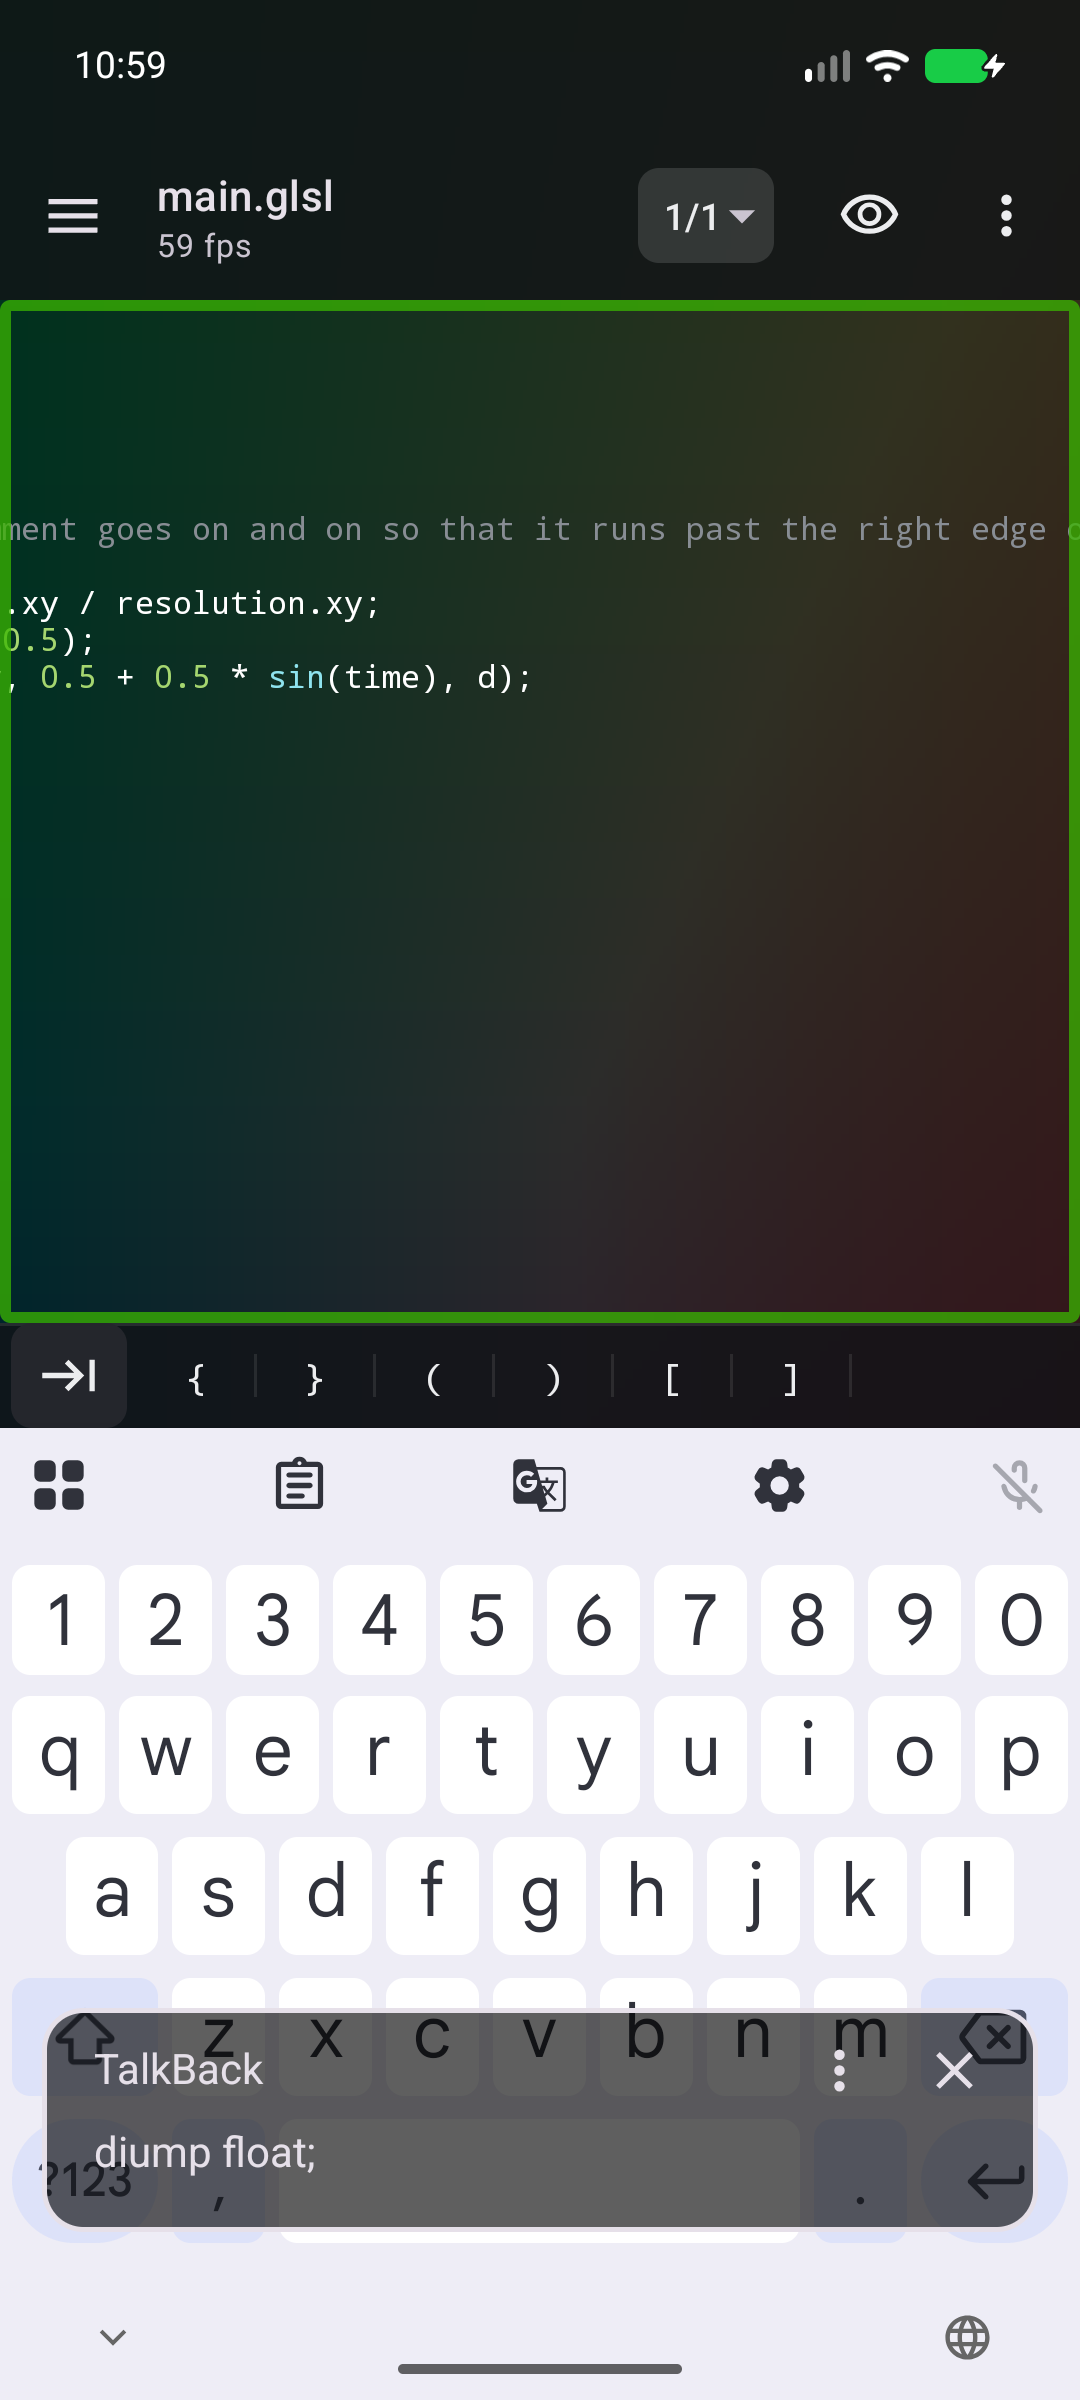 10:59
main.glsl
59 fps
1/1
ment goes on and on so that it runs past the right edge
.xy / resolution.xy;
0.5);
, 0.5 + 0.5 * sin(time), d);
{ } ( ) [ ]
1 2 3 4 5 6 7 8 9 0
q w e r t y u i o p
a s d f g h j k l
z x c v b n m
TalkBack
djump float;
?123 , .